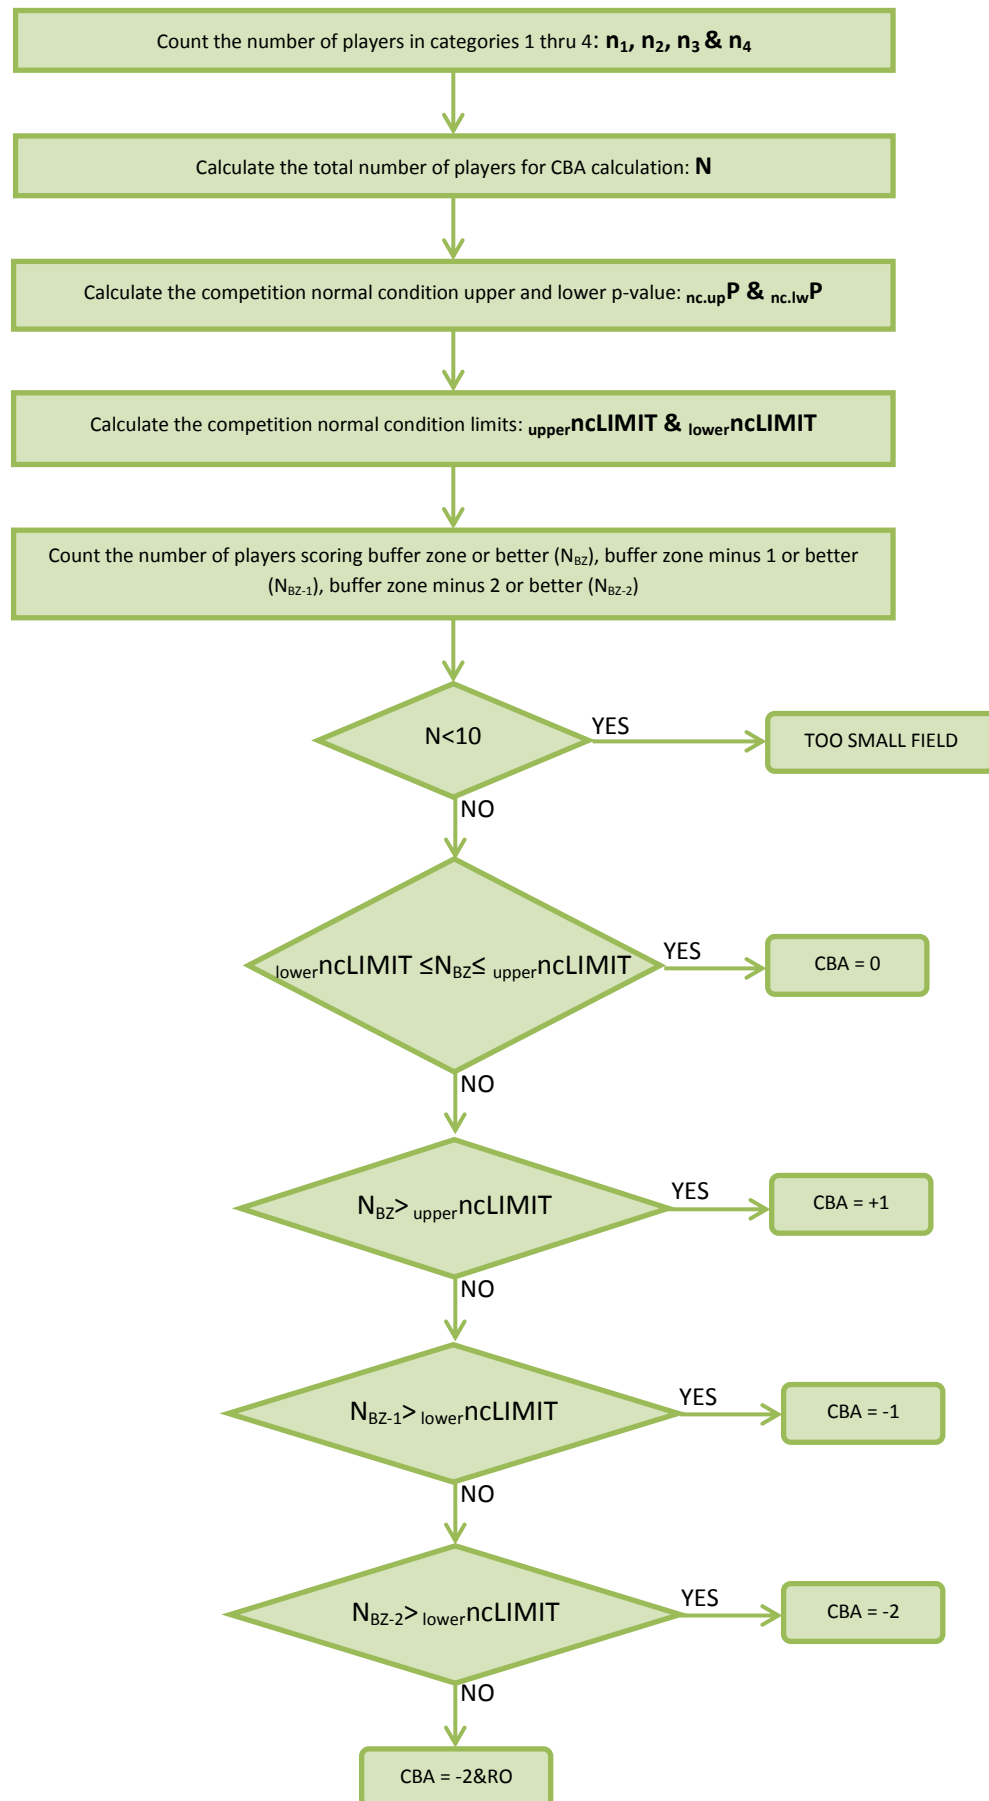 Count the number of players in categories 1 thru 4: n1, n2, n3 & n4
Calculate the total number of players for CBA calculation: N
Calculate the competition normal condition upper and lower p-value: nc.upP & nc.lwP
Calculate the competition normal condition limits: upperncLIMIT & lowerncLIMIT
Count the number of players scoring buffer zone or better (NBZ), buffer zone minus 1 or better
(NBZ-1), buffer zone minus 2 or better (NBZ-2)
N<10
YES
TOO SMALL FIELD
NO
lowerncLIMIT ≤NBZ≤ upperncLIMIT
YES
CBA = 0
NO
NBZ> upperncLIMIT
YES
CBA = +1
NO
NBZ-1> lowerncLIMIT
YES
CBA = -1
NO
NBZ-2> lowerncLIMIT
YES
CBA = -2
NO
CBA = -2&RO